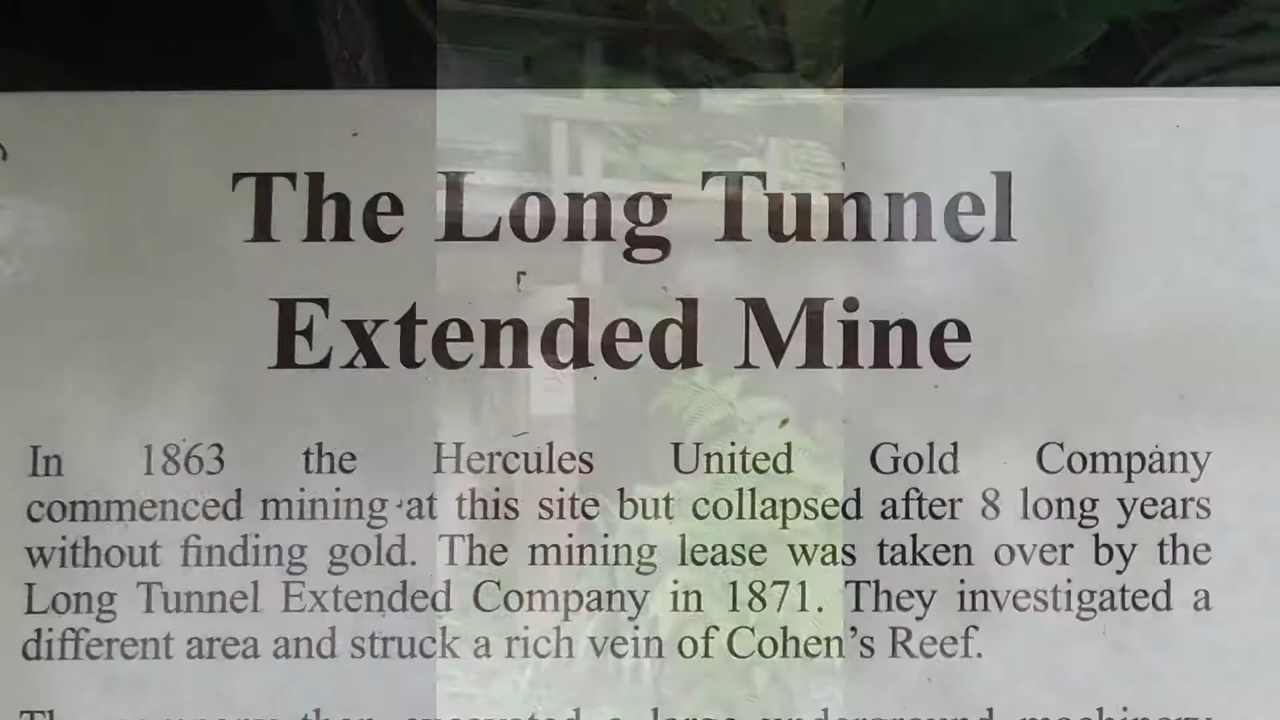 The Long Tunnel
Extended Mine
In 1863 the Hercules United Gold Company
commenced mining at this site but collapsed after 8 long years
without finding gold. The mining lease was taken over by the
Long Tunnel Extended Company in 1871. They investigated a
different area and struck a rich vein of Cohen's Reef.